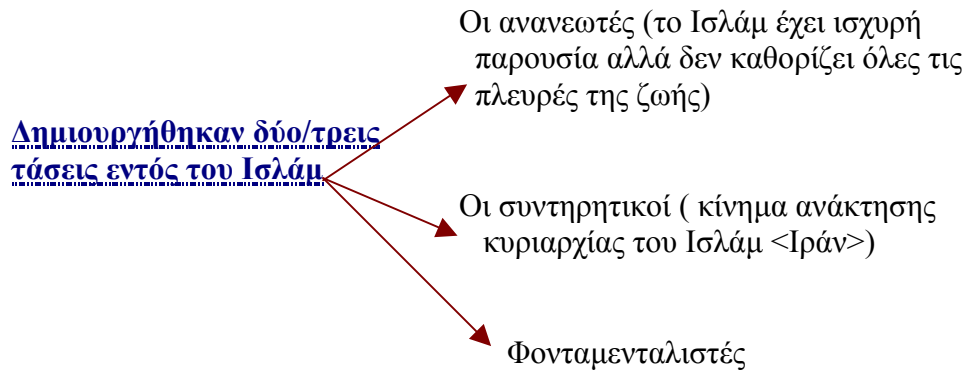 Οι ανανεωτές (το Ισλάμ έχει ισχυρή
παρουσία αλλά δεν καθορίζει όλες τις
πλευρές της ζωής)
Δημιουργήθηκαν δύο/τρεις
τάσεις εντός του Ισλάμ
Οι συντηρητικοί ( κίνημα ανάκτησης
κυριαρχίας του Ισλάμ <Ιράν>)
Φονταμενταλιστές